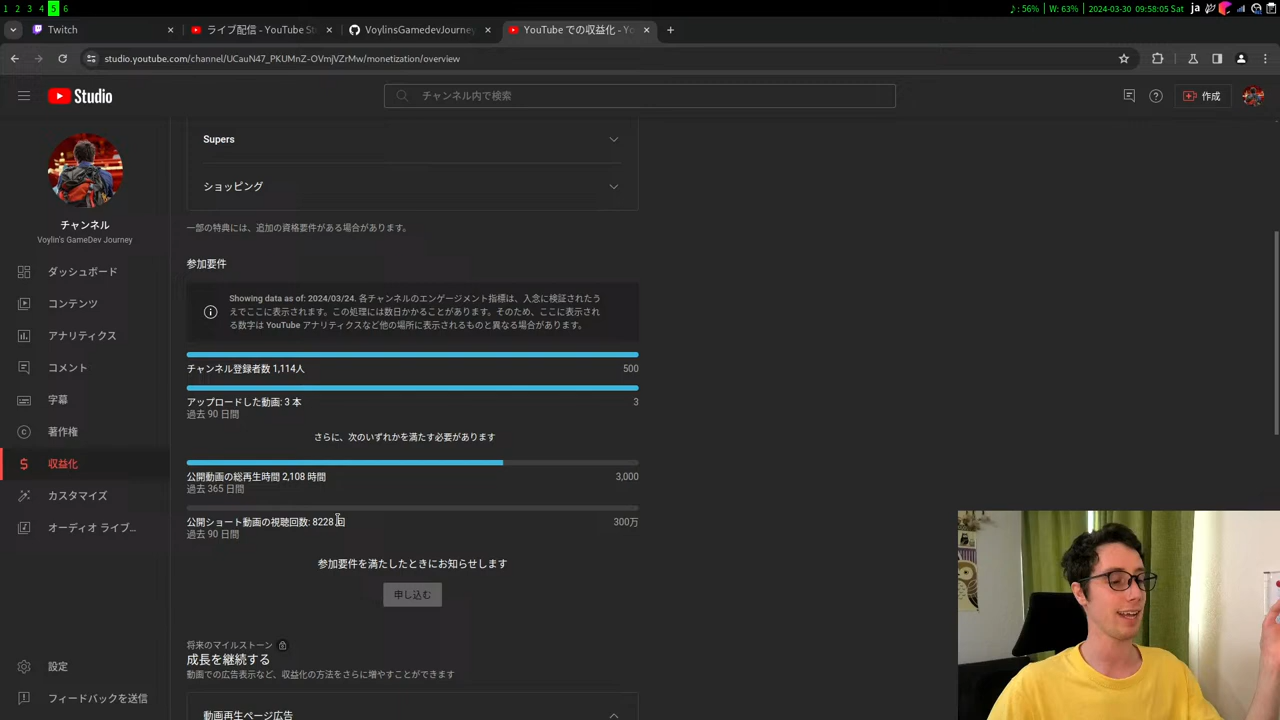 1 2 3 4 5 6
♪: 56% W: 63% 2024-03-30 09:58:05 Sat ja
Twitch
ライブ配信 - YouTube St
VoylinsGamedevJourne
YouTube での収益化 - Yo
studio.youtube.com/channel/UCauN47_PKUMnZ-OVmjVZrMw/monetization/overview
Studio
チャンネル内で検索
作成
チャンネル
Voylin's GameDev Journey
ダッシュボード
コンテンツ
アナリティクス
コメント
字幕
著作権
収益化
カスタマイズ
オーディオ ライブ...
設定
フィードバックを送信
Supers
ショッピング
一部の特典には、追加の資格要件がある場合があります。
参加要件
Showing data as of: 2024/03/24. 各チャンネルのエンゲージメント指標は、入念に検証されたう
えでここに表示されます。この処理には数日かかることがあります。そのため、ここに表示され
る数字は YouTube アナリティクスなど他の場所に表示されるものと異なる場合があります。
チャンネル登録者数 1,114人
500
アップロードした動画: 3 本
3
過去 90 日間
さらに、次のいずれかを満たす必要があります
公開動画の総再生時間 2,108 時間
3,000
過去 365 日間
公開ショート動画の視聴回数: 8228 回
300万
過去 90 日間
参加要件を満たしたときにお知らせします
申し込む
将来のマイルストーン
成長を継続する
動画での広告表示など、収益化の方法をさらに増やすことができます
動画再生ページ広告